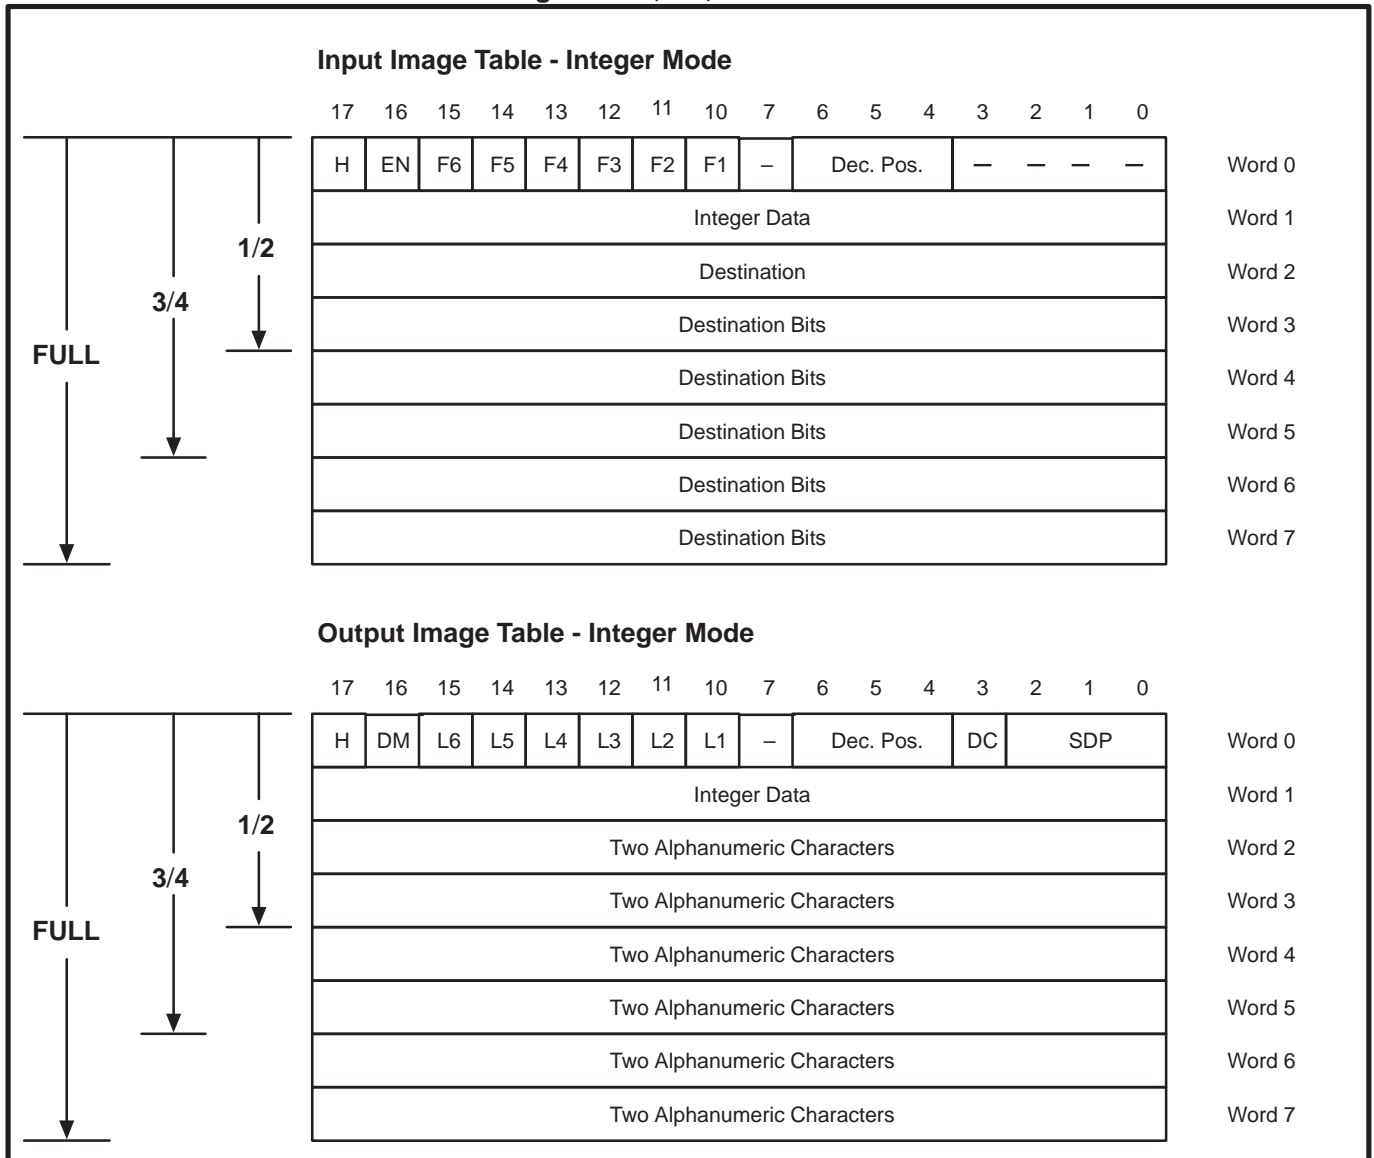 Input Image Table - Integer Mode
17 16 15 14 13 12 11 10 7 6 5 4 3 2 1 0
H EN F6 F5 F4 F3 F2 F1 – Dec. Pos. – – – – Word 0
Integer Data Word 1
1/2
Destination Word 2
3/4
Destination Bits Word 3
FULL
Destination Bits Word 4
Destination Bits Word 5
Destination Bits Word 6
Destination Bits Word 7
Output Image Table - Integer Mode
17 16 15 14 13 12 11 10 7 6 5 4 3 2 1 0
H DM L6 L5 L4 L3 L2 L1 – Dec. Pos. DC SDP Word 0
Integer Data Word 1
1/2
Two Alphanumeric Characters Word 2
3/4
Two Alphanumeric Characters Word 3
FULL
Two Alphanumeric Characters Word 4
Two Alphanumeric Characters Word 5
Two Alphanumeric Characters Word 6
Two Alphanumeric Characters Word 7